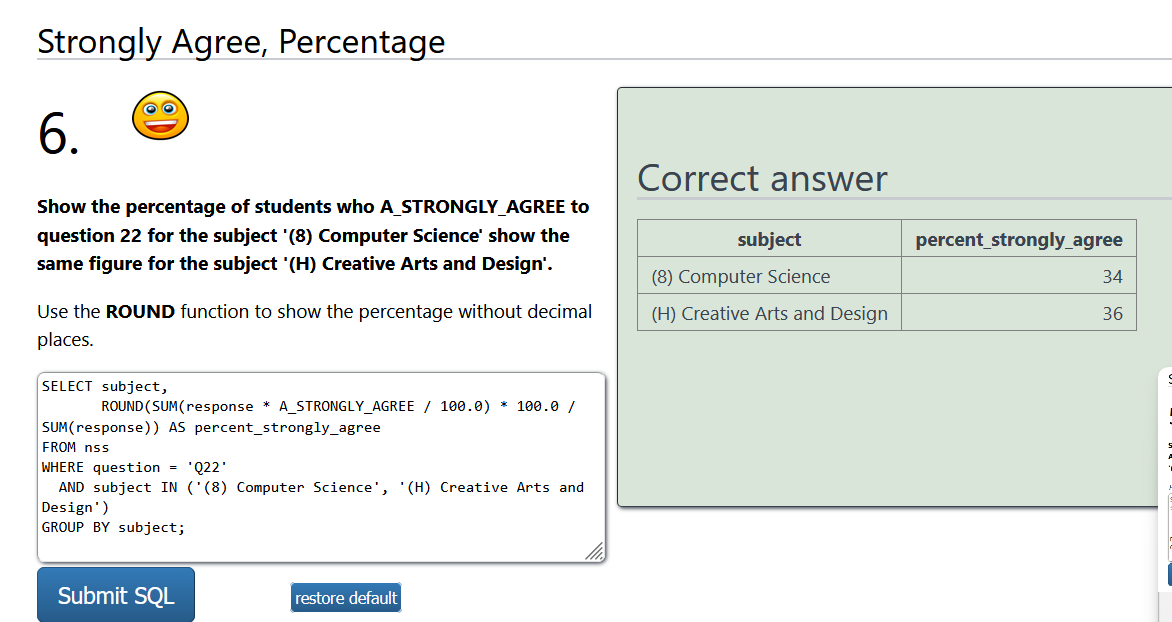 Strongly Agree, Percentage
6.
Show the percentage of students who A_STRONGLY_AGREE to
question 22 for the subject '(8) Computer Science' show the
same figure for the subject '(H) Creative Arts and Design'.
Use the ROUND function to show the percentage without decimal
places.
SELECT subject,
       ROUND(SUM(response * A_STRONGLY_AGREE / 100.0) * 100.0 /
SUM(response)) AS percent_strongly_agree
FROM nss
WHERE question = 'Q22'
  AND subject IN ('(8) Computer Science', '(H) Creative Arts and
Design')
GROUP BY subject;
Submit SQL
restore default
Correct answer
subject percent_strongly_agree
(8) Computer Science 34
(H) Creative Arts and Design 36